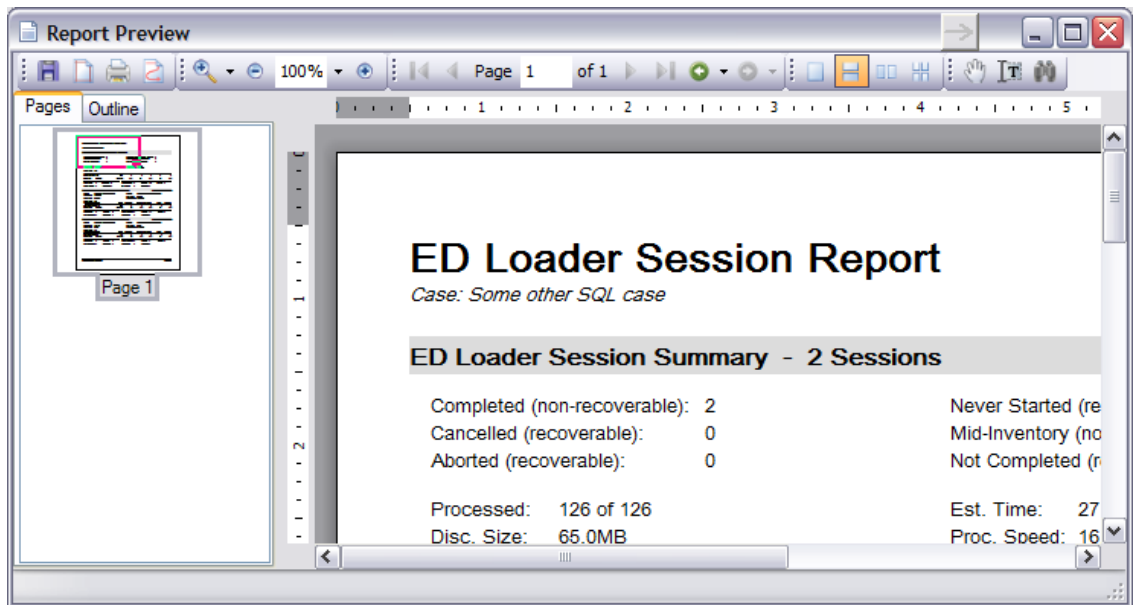 Report Preview
100% Page 1 of 1
Pages Outline
1 2 3 4 5
Page 1
1
2
ED Loader Session Report
Case: Some other SQL case
ED Loader Session Summary - 2 Sessions
Completed (non-recoverable): 2 Never Started (re
Cancelled (recoverable): 0 Mid-Inventory (no
Aborted (recoverable): 0 Not Completed (r
Processed: 126 of 126 Est. Time: 27
Disc. Size: 65.0MB Proc. Speed: 16